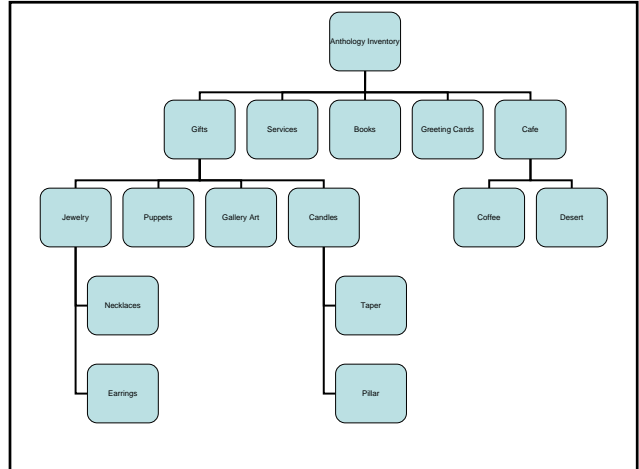 Anthology Inventory
Gifts
Services
Books
Greeting Cards
Cafe
Jewelry
Puppets
Gallery Art
Candles
Coffee
Desert
Necklaces
Taper
Earrings
Pillar